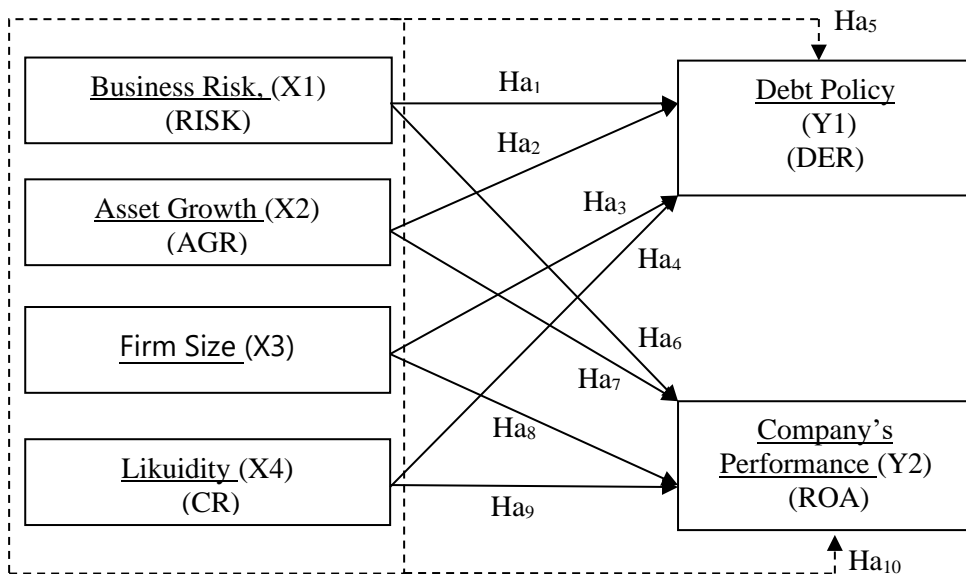 Ha₅
Business Risk, (X1)
(RISK)
Ha₁
Debt Policy
(Y1)
(DER)
Ha₂
Asset Growth (X2)
(AGR)
Ha₃
Ha₄
Firm Size (X3)
Ha₆
Ha₇
Ha₈
Likuidity (X4)
(CR)
Company's
Performance (Y2)
(ROA)
Ha₉
Ha₁₀